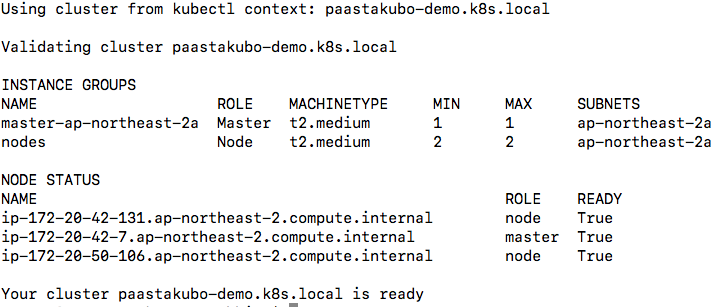 Using cluster from kubectl context: paastakubo-demo.k8s.local
Validating cluster paastakubo-demo.k8s.local
INSTANCE GROUPS
NAME ROLE MACHINETYPE MIN MAX SUBNETS
master-ap-northeast-2a Master t2.medium 1 1 ap-northeast-2a
nodes Node t2.medium 2 2 ap-northeast-2a
NODE STATUS
NAME ROLE READY
ip-172-20-42-131.ap-northeast-2.compute.internal node True
ip-172-20-42-7.ap-northeast-2.compute.internal master True
ip-172-20-50-106.ap-northeast-2.compute.internal node True
Your cluster paastakubo-demo.k8s.local is ready